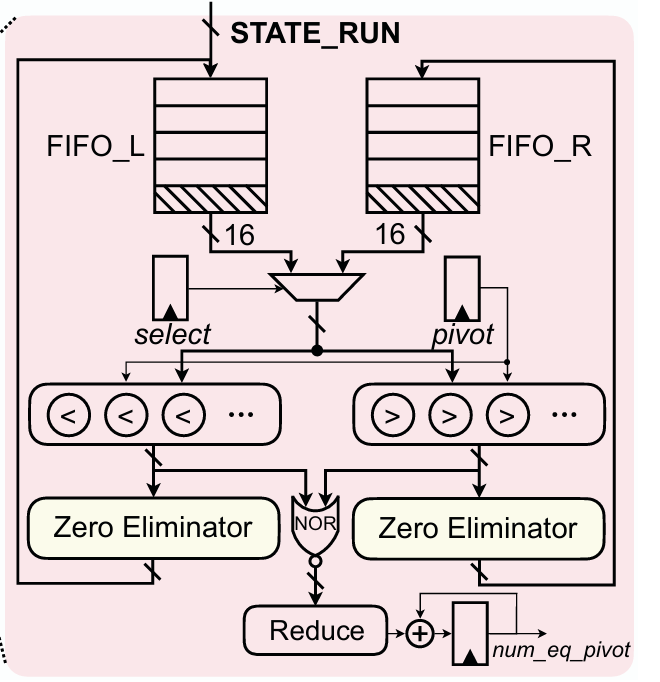 STATE_RUN
FIFO_L
FIFO_R
16
16
select
pivot
< < < ...
> > > ...
NOR
Zero Eliminator
Zero Eliminator
Reduce
+
num_eq_pivot